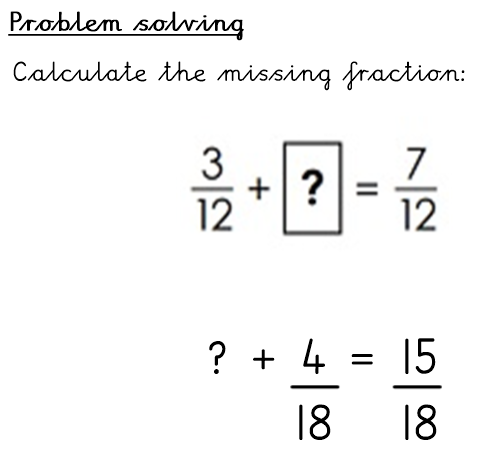 Problem solving
Calculate the missing fraction:
3/12 + ? = 7/12
? + 4/18 = 15/18